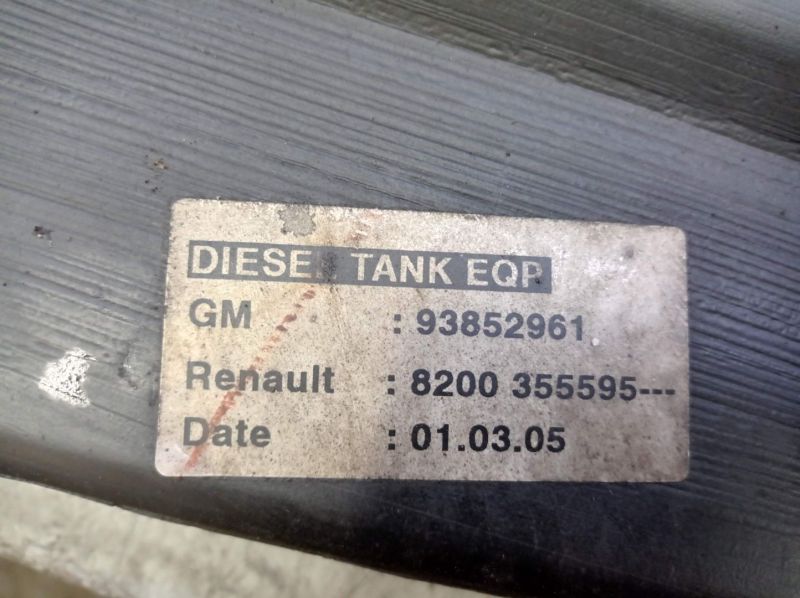 DIESEL TANK EQP
GM : 93852961
Renault : 8200 355595---
Date : 01.03.05